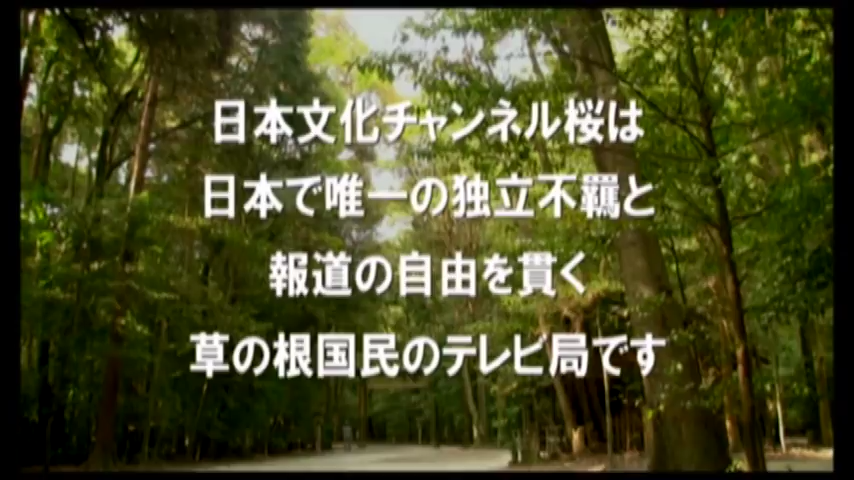 日本文化チャンネル桜は
日本で唯一の独立不羈と
報道の自由を貫く
草の根国民のテレビ局です